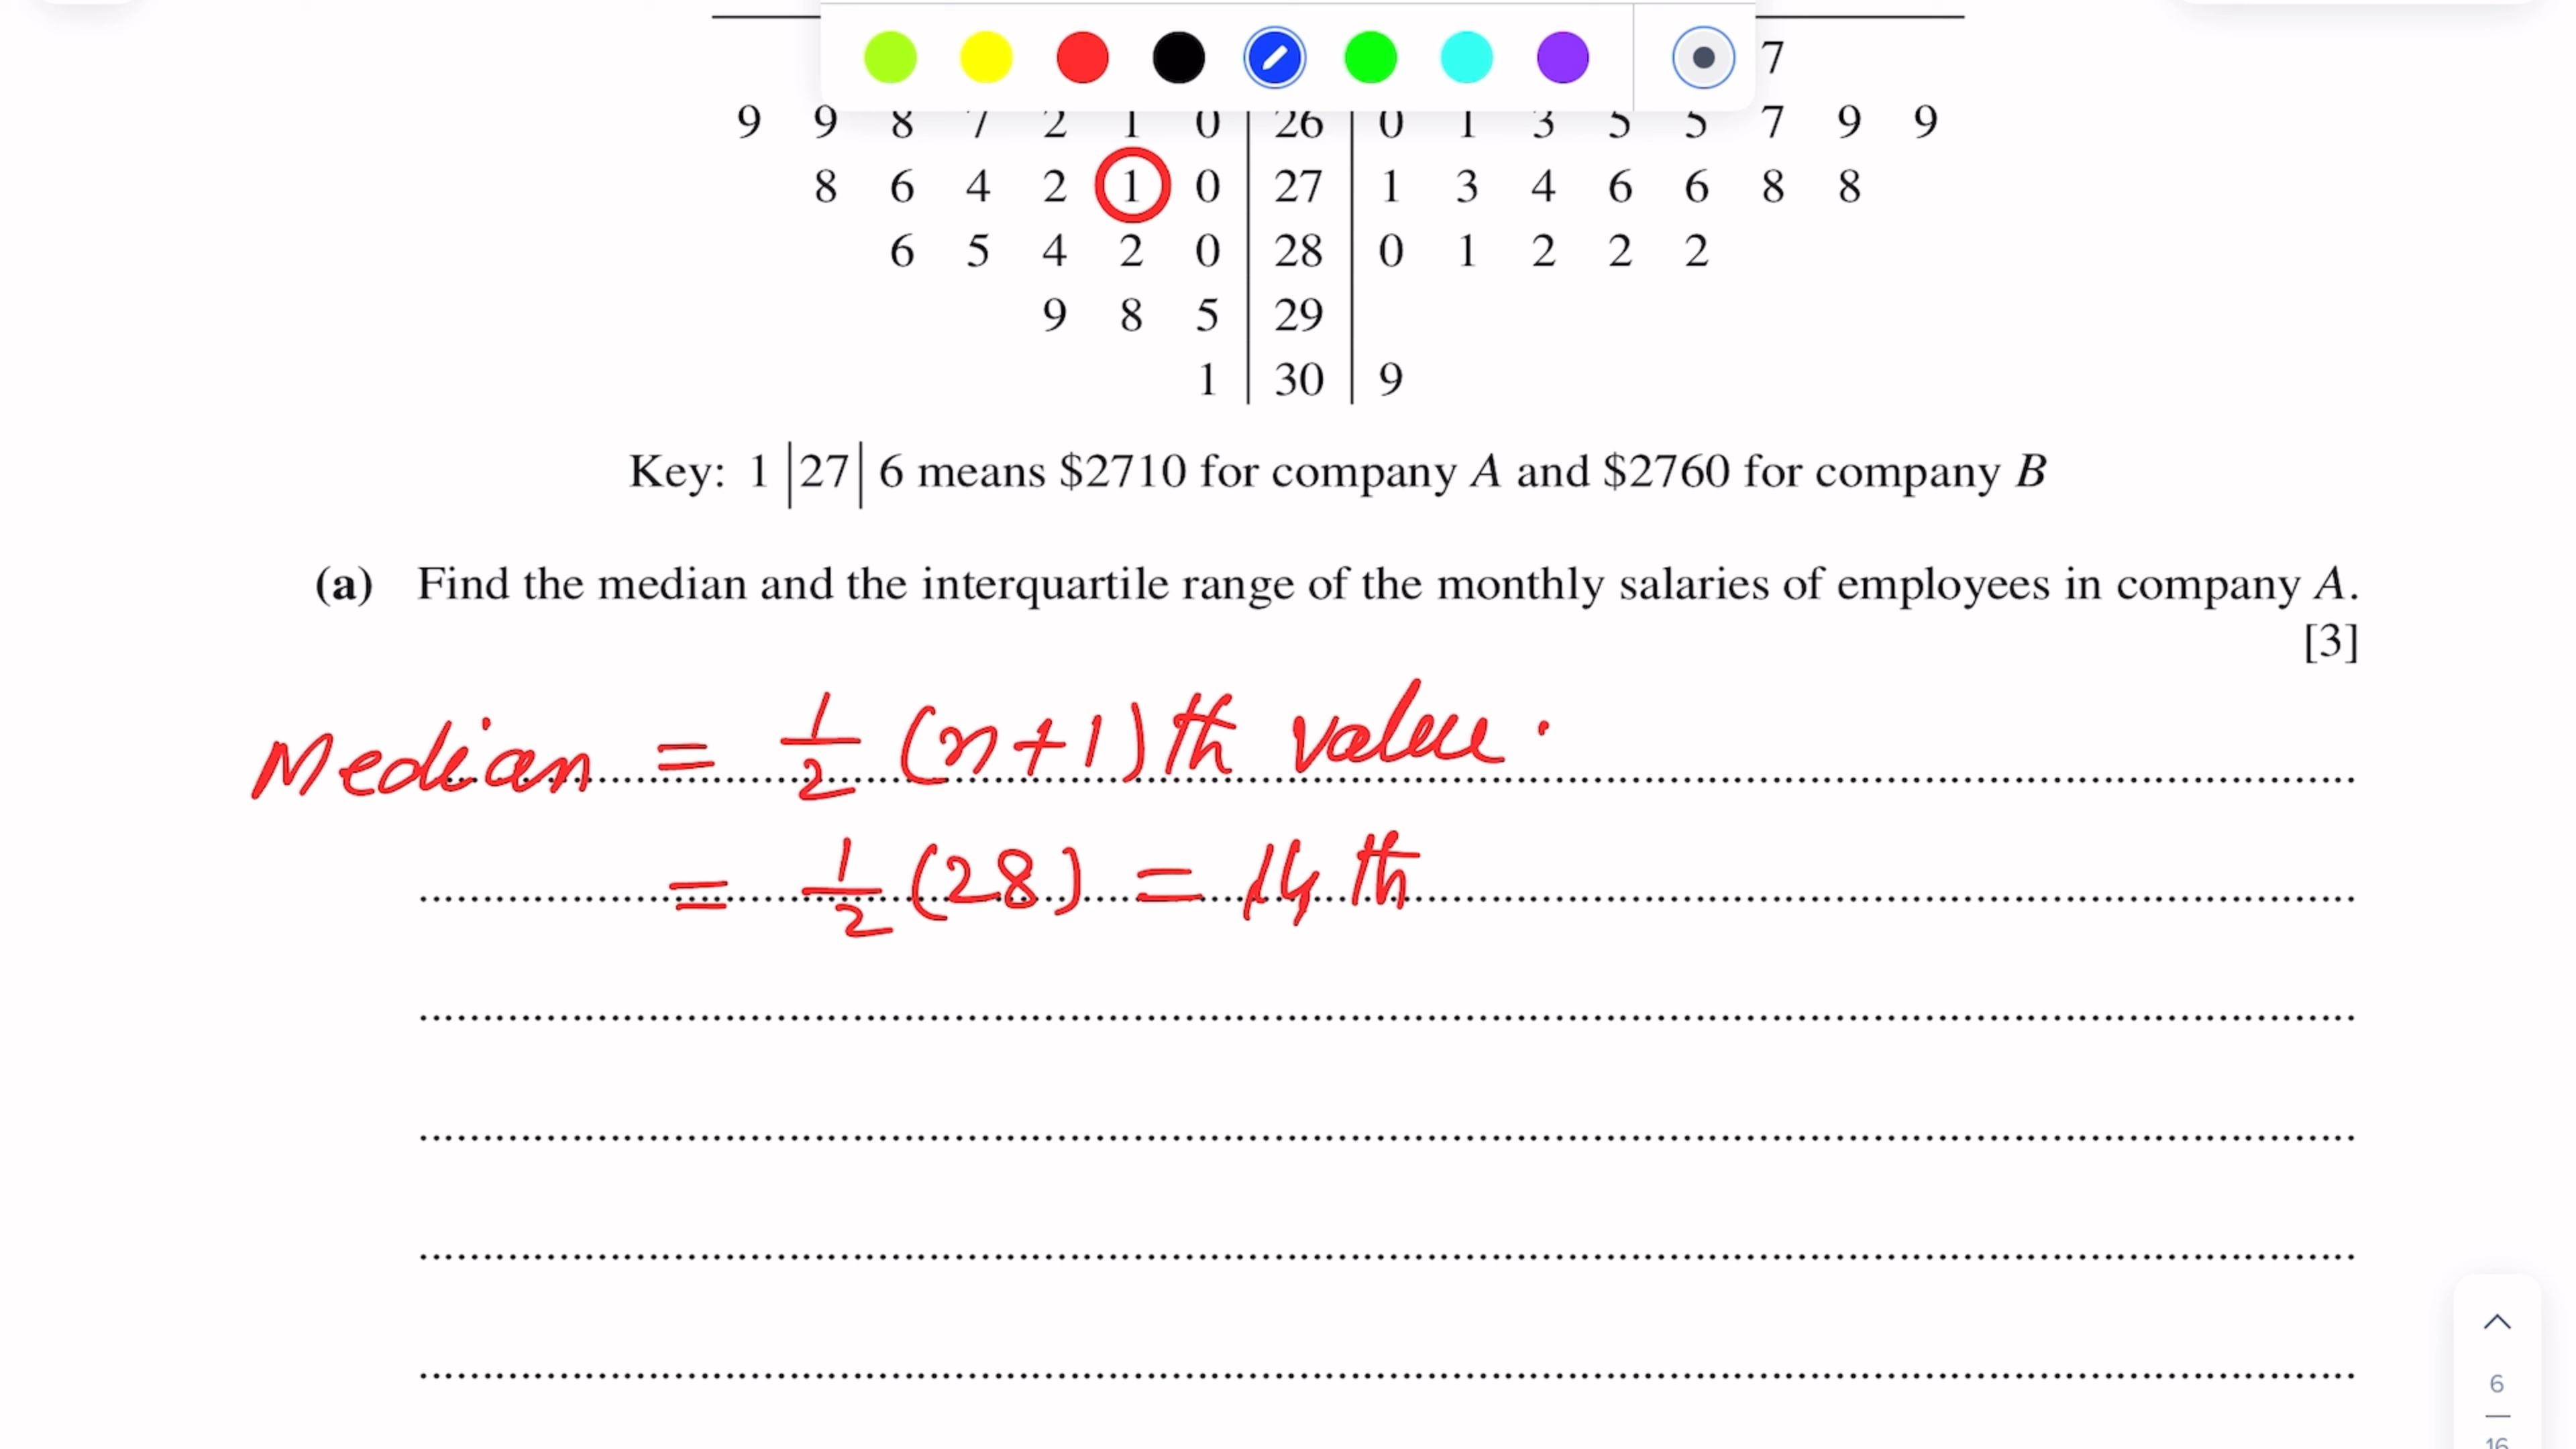 7
9 9 8 7 2 1 0 | 26 | 0 1 3 5 5 7 9 9
8 6 4 2 1 0 | 27 | 1 3 4 6 6 8 8
6 5 4 2 0 | 28 | 0 1 2 2 2
9 8 5 | 29 |
1 | 30 | 9
Key: 1 |27| 6 means $2710 for company A and $2760 for company B
(a) Find the median and the interquartile range of the monthly salaries of employees in company A.
[3]
Median = 1/2 (n+1)th value.
= 1/2 (28) = 14 th
6
16